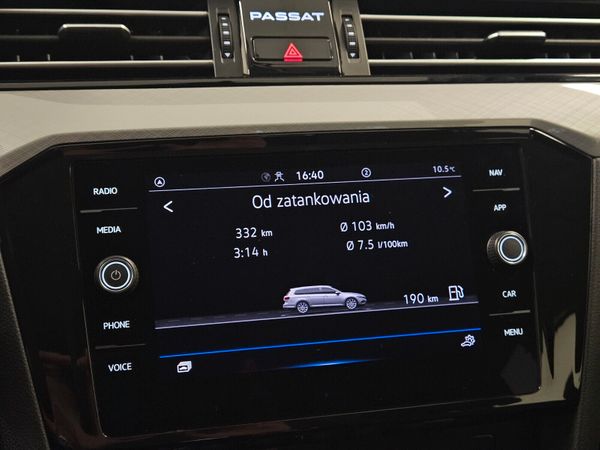 PASSAT
RADIO
MEDIA
PHONE
VOICE
2
16:40
10.5°C
< Od zatankowania >
332 km Ø 103 km/h
3:14 h Ø 7.5 l/100km
190 km
NAV
APP
CAR
MENU